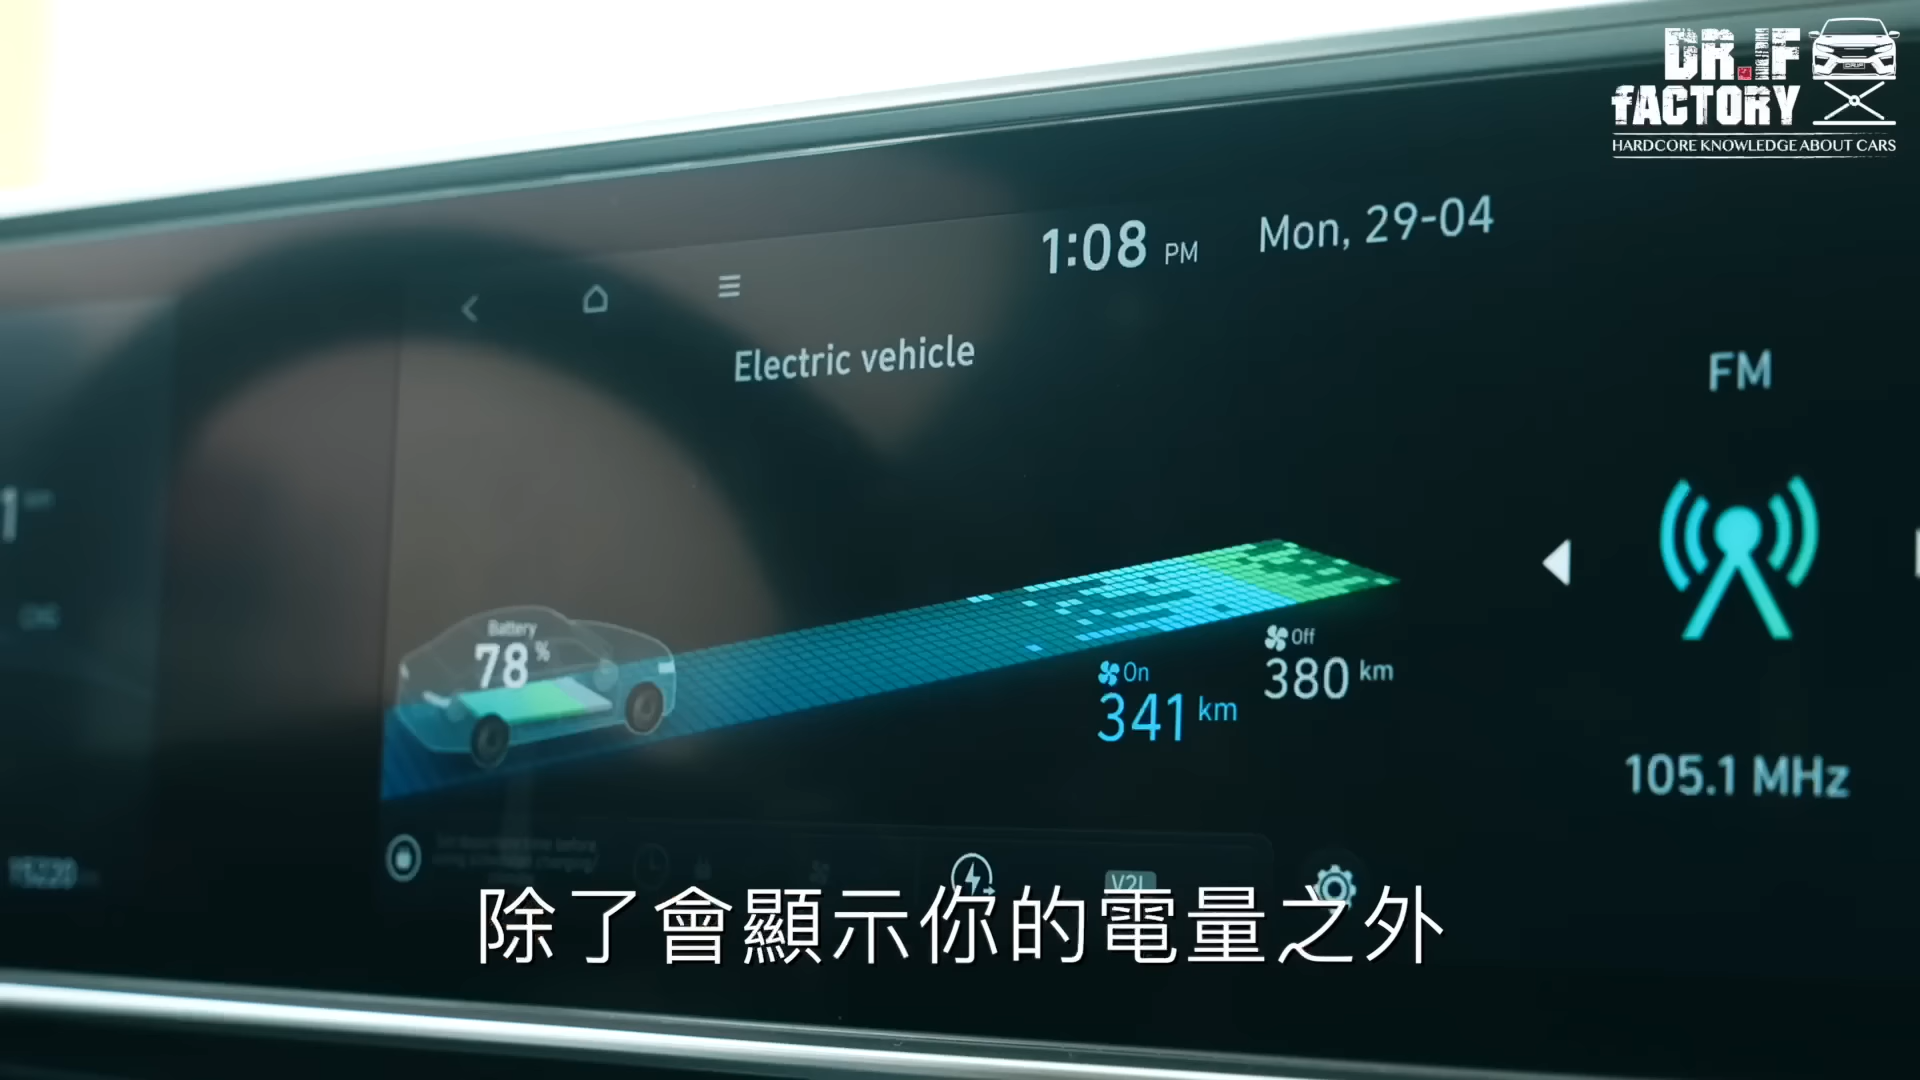 DR.IF
fACTORY
HARDCORE KNOWLEDGE ABOUT CARS
1:08 PM
Mon, 29-04
Electric vehicle
FM
Battery
78 %
On
341 km
Off
380 km
105.1 MHz
V2L
除了會顯示你的電量之外